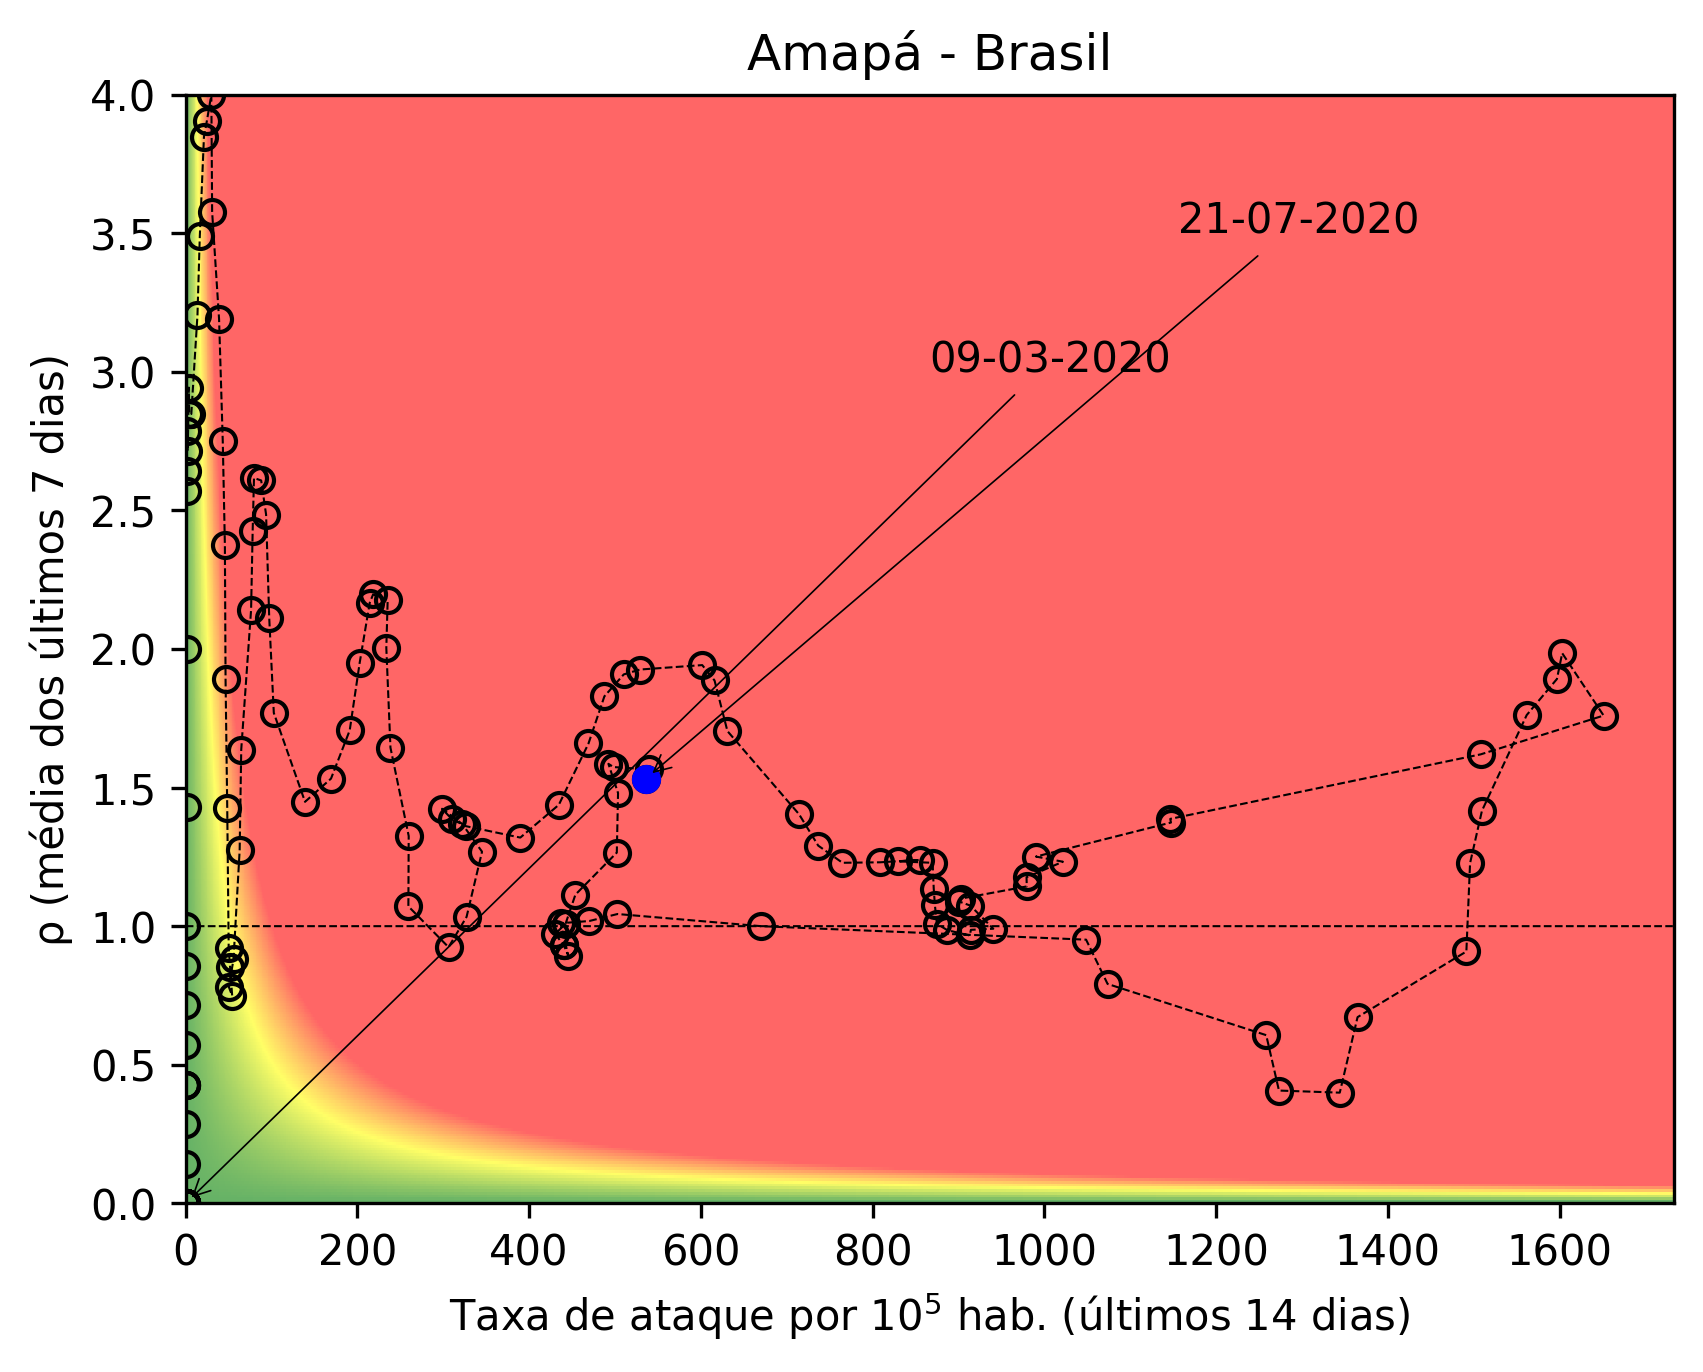 Amapá - Brasil
4.0
3.5
3.0
2.5
2.0
1.5
1.0
0.5
0.0
ρ (média dos últimos 7 dias)
21-07-2020
09-03-2020
0 200 400 600 800 1000 1200 1400 1600
Taxa de ataque por 10⁵ hab. (últimos 14 dias)